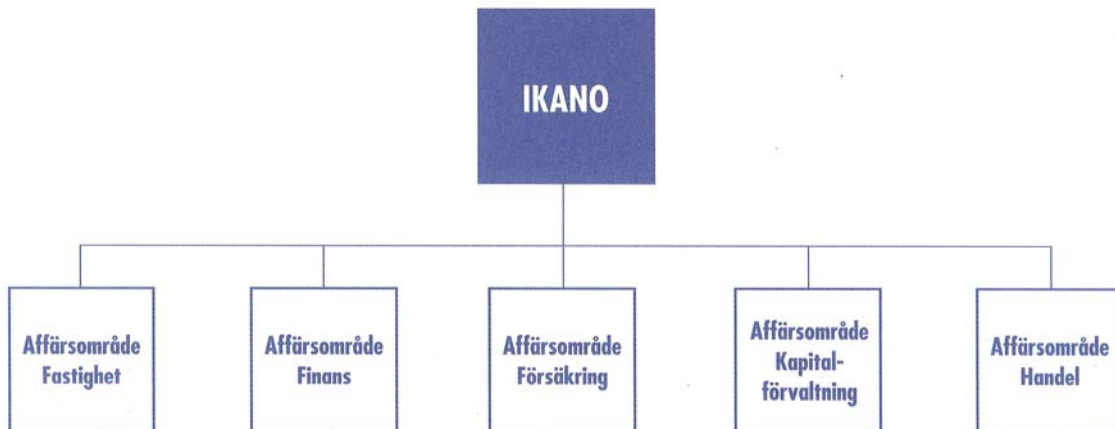 IKANO
Affärsområde
Fastighet
Affärsområde
Finans
Affärsområde
Försäkring
Affärsområde
Kapital-
förvaltning
Affärsområde
Handel